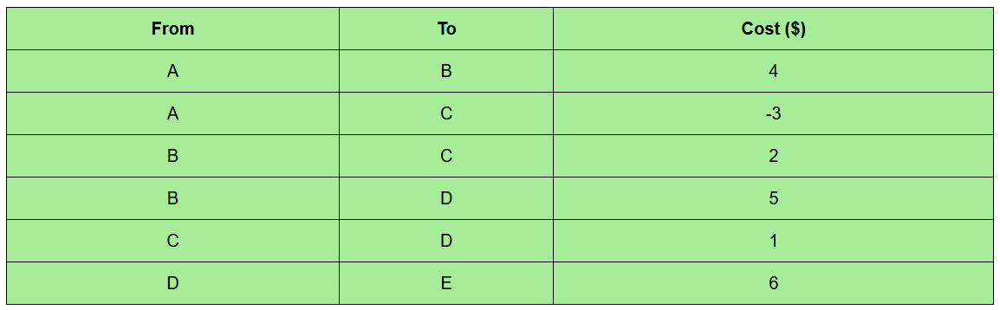 From To Cost ($)
A B 4
A C -3
B C 2
B D 5
C D 1
D E 6